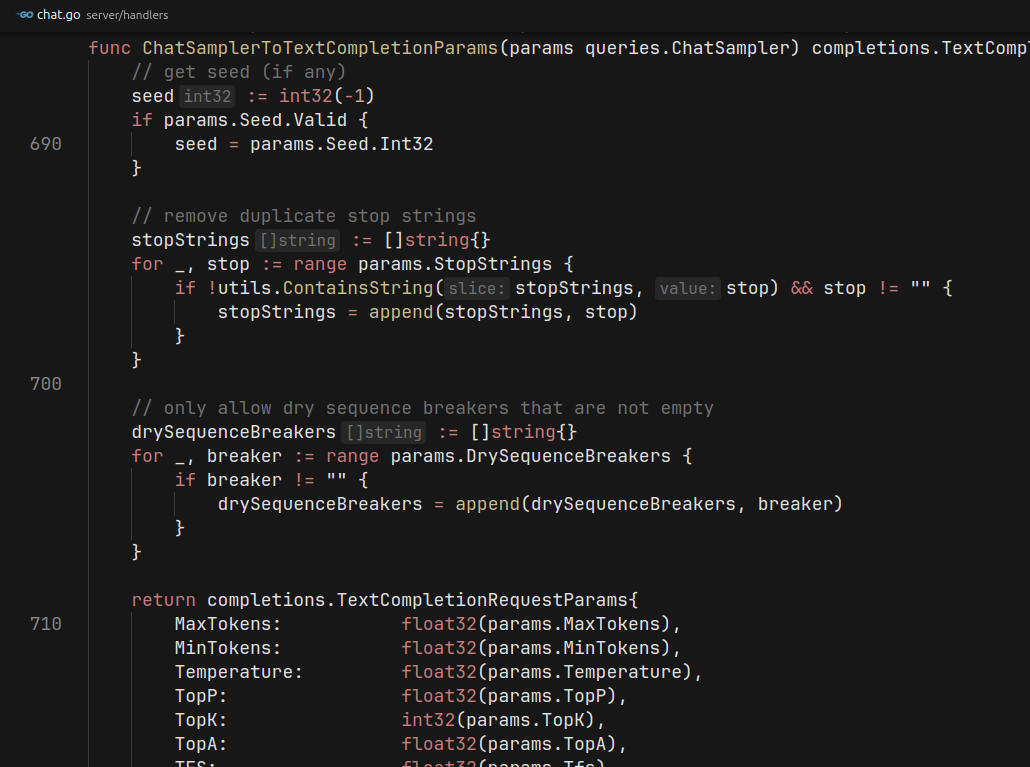 GO chat.go server/handlers
func ChatSamplerToTextCompletionParams(params queries.ChatSampler) completions.TextCompl
// get seed (if any)
seed int32 := int32(-1)
if params.Seed.Valid {
690 seed = params.Seed.Int32
}
// remove duplicate stop strings
stopStrings []string := []string{}
for _, stop := range params.StopStrings {
if !utils.ContainsString(slice: stopStrings, value: stop) && stop != "" {
stopStrings = append(stopStrings, stop)
}
}
700
// only allow dry sequence breakers that are not empty
drySequenceBreakers []string := []string{}
for _, breaker := range params.DrySequenceBreakers {
if breaker != "" {
drySequenceBreakers = append(drySequenceBreakers, breaker)
}
}
return completions.TextCompletionRequestParams{
710 MaxTokens: float32(params.MaxTokens),
MinTokens: float32(params.MinTokens),
Temperature: float32(params.Temperature),
TopP: float32(params.TopP),
TopK: int32(params.TopK),
TopA: float32(params.TopA),
TFS: float32(params.Tfs),